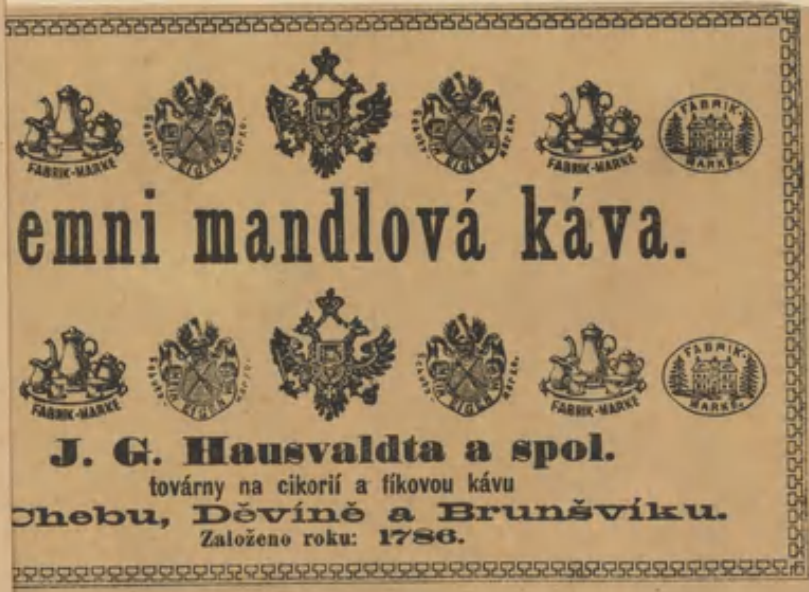 FABRIK-MARKE FABRIK-MARKE FABRIK-MARKE.
emni mandlová káva.
FABRIK-MARKE FABRIK-MARKE FABRIK-MARKE.
J. G. Hausvaldta a spol.
továrny na cikorií a fíkovou kávu
Chebu, Děvíně a Brunšvíku.
Založeno roku: 1786.